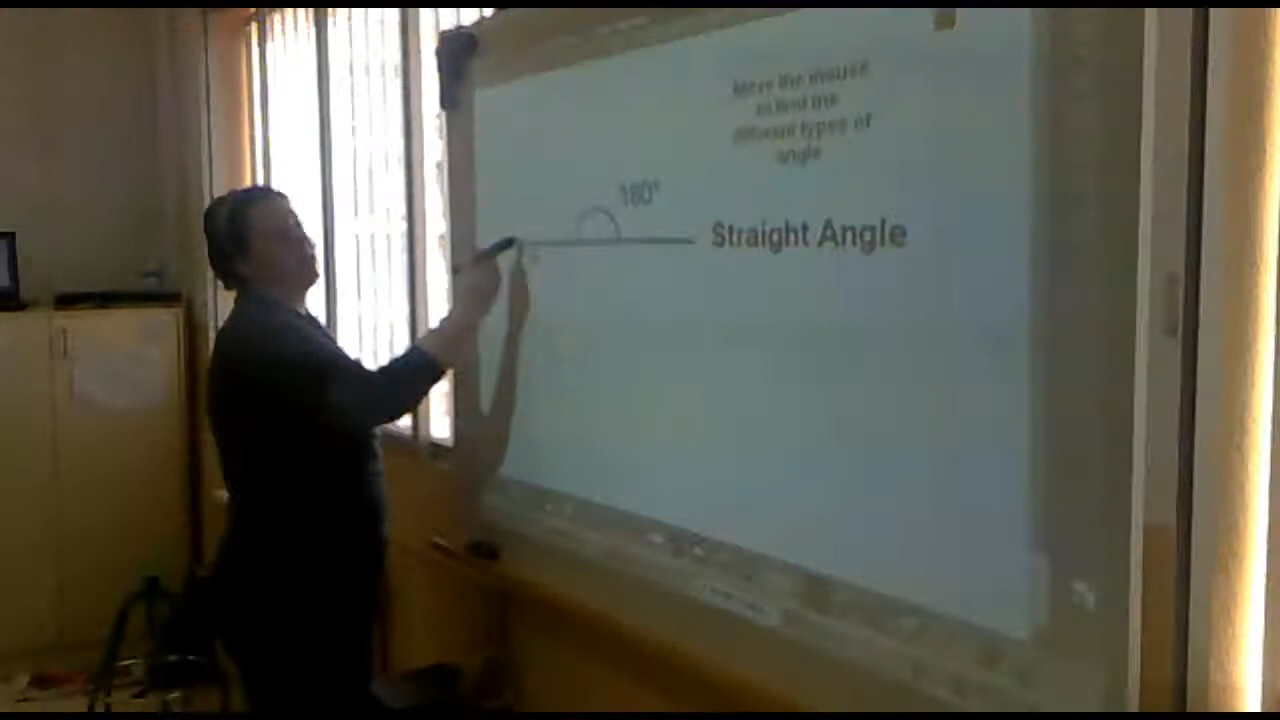 Move the mouse
to find the
different types of
angle
180°
Straight Angle